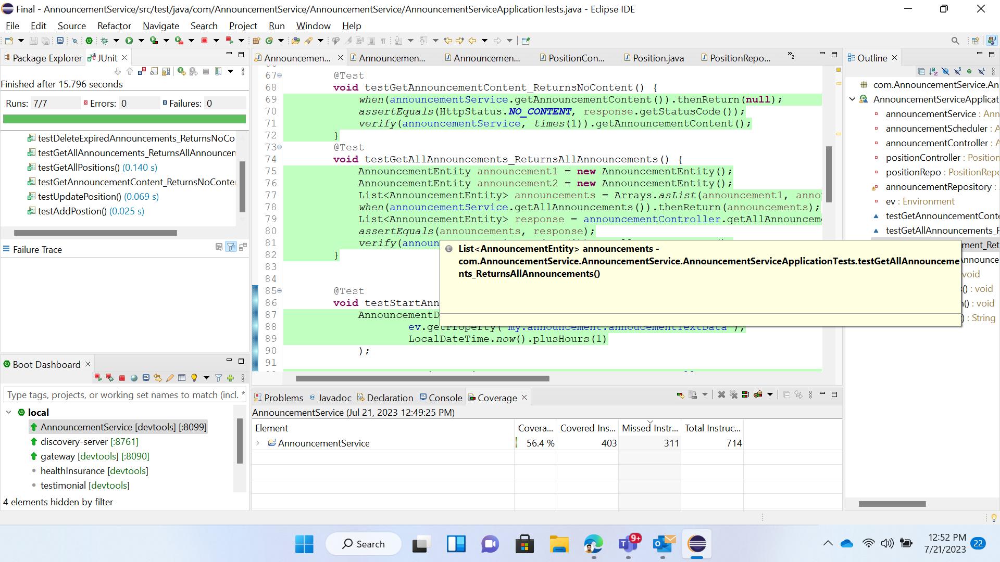 Final - AnnouncementService/src/test/java/com/AnnouncementService/AnnouncementService/AnnouncementServiceApplicationTests.java - Eclipse IDE
File Edit Source Refactor Navigate Search Project Run Window Help
Package Explorer JUnit
Finished after 15.796 seconds
Runs: 7/7 Errors: 0 Failures: 0
testDeleteExpiredAnnouncements_ReturnsNoCo
testGetAllAnnouncements_ReturnsAllAnnouncem
testGetAllPositions() (0.140 s)
testGetAnnouncementContent_ReturnsNoConte
testUpdatePosition() (0.069 s)
testAddPostion() (0.025 s)
Failure Trace
Boot Dashboard
Type tags, projects, or working set names to match (incl. *
local
AnnouncementService [devtools] [:8099]
discovery-server [:8761]
gateway [devtools] [:8090]
healthInsurance [devtools]
testimonial [devtools]
4 elements hidden by filter
Announcemen... Announcemen... Announcemen... PositionCon... Position.java PositionRepo... »2
67 @Test
68 void testGetAnnouncementContent_ReturnsNoContent() {
69 when(announcementService.getAnnouncementContent()).thenReturn(null);
70 assertEquals(HttpStatus.NO_CONTENT, response.getStatusCode());
71 verify(announcementService, times(1)).getAnnouncementContent();
72 }
73 @Test
74 void testGetAllAnnouncements_ReturnsAllAnnouncements() {
75 AnnouncementEntity announcement1 = new AnnouncementEntity();
76 AnnouncementEntity announcement2 = new AnnouncementEntity();
77 List<AnnouncementEntity> announcements = Arrays.asList(announcement1, anno
78 when(announcementService.getAllAnnouncements()).thenReturn(announcements);
79 List<AnnouncementEntity> response = announcementController.getAllAnnouncem
80 assertEquals(announcements, response);
81 verify(announ
82 }
83
84
85 @Test
86 void testStartAnn
87 AnnouncementD
88 ev.getProperty("my.announcement.annoucementTextData"),
89 LocalDateTime.now().plusHours(1)
90 );
91
List<AnnouncementEntity> announcements -
com.AnnouncementService.AnnouncementService.AnnouncementServiceApplicationTests.testGetAllAnnounceme
nts_ReturnsAllAnnouncements()
Problems Javadoc Declaration Console Coverage
AnnouncementService (Jul 21, 2023 12:49:25 PM)
Element Covera... Covered Ins... Missed Instr... Total Instruc...
AnnouncementService 56.4 % 403 311 714
Outline
com.AnnouncementService.An
AnnouncementServiceApplicat
announcementService : Ann
announcementScheduler : A
announcementController : A
positionController : Position
positionRepo : PositionRepo
announcementRepository :
ev : Environment
testGetAnnouncementConte
testGetAllAnnouncements_R
ment_Ret
Announce
void
() : void
n() : void
) : String
Search
9+
12:52 PM
7/21/2023
22